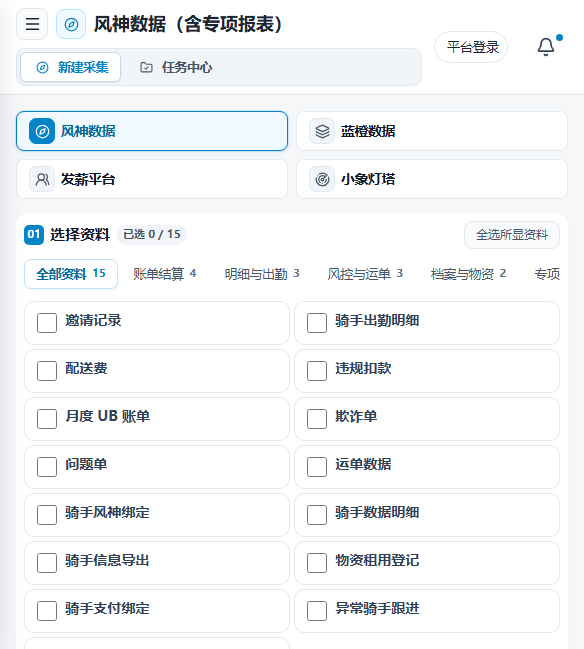 风神数据（含专项报表）
平台登录
新建采集 任务中心
风神数据 蓝橙数据
发薪平台 小象灯塔
01 选择资料 已选 0 / 15 全选所显资料
全部资料 15 账单结算 4 明细与出勤 3 风控与运单 3 档案与物资 2 专项
邀请记录 骑手出勤明细
配送费 违规扣款
月度 UB 账单 欺诈单
问题单 运单数据
骑手风神绑定 骑手数据明细
骑手信息导出 物资租用登记
骑手支付绑定 异常骑手跟进